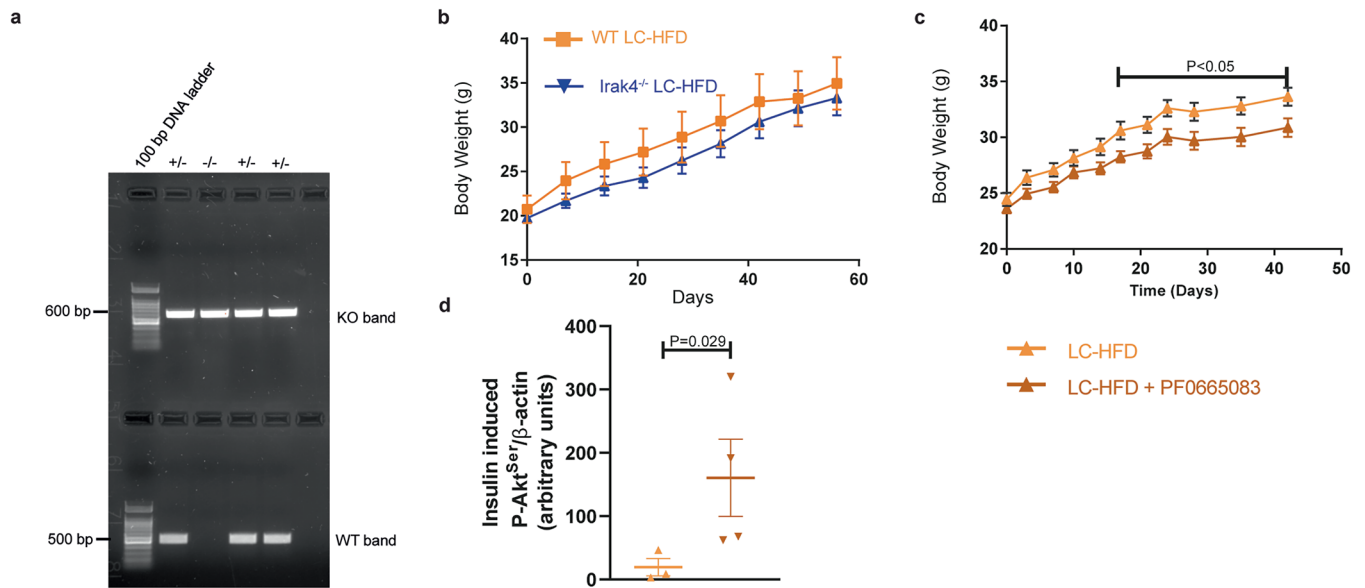 a
100 bp DNA ladder
+/-
-/-
+/-
+/-
600 bp
KO band
500 bp
WT band
b
Body Weight (g)
40
35
30
25
20
15
WT LC-HFD
Irak4-/- LC-HFD
0
20
40
60
Days
c
Body Weight (g)
40
35
30
25
20
P<0.05
0
10
20
30
40
50
Time (Days)
LC-HFD
LC-HFD + PF0665083
d
Insulin induced
P-AktSer/β-actin
(arbitrary units)
400
300
200
100
0
P=0.029